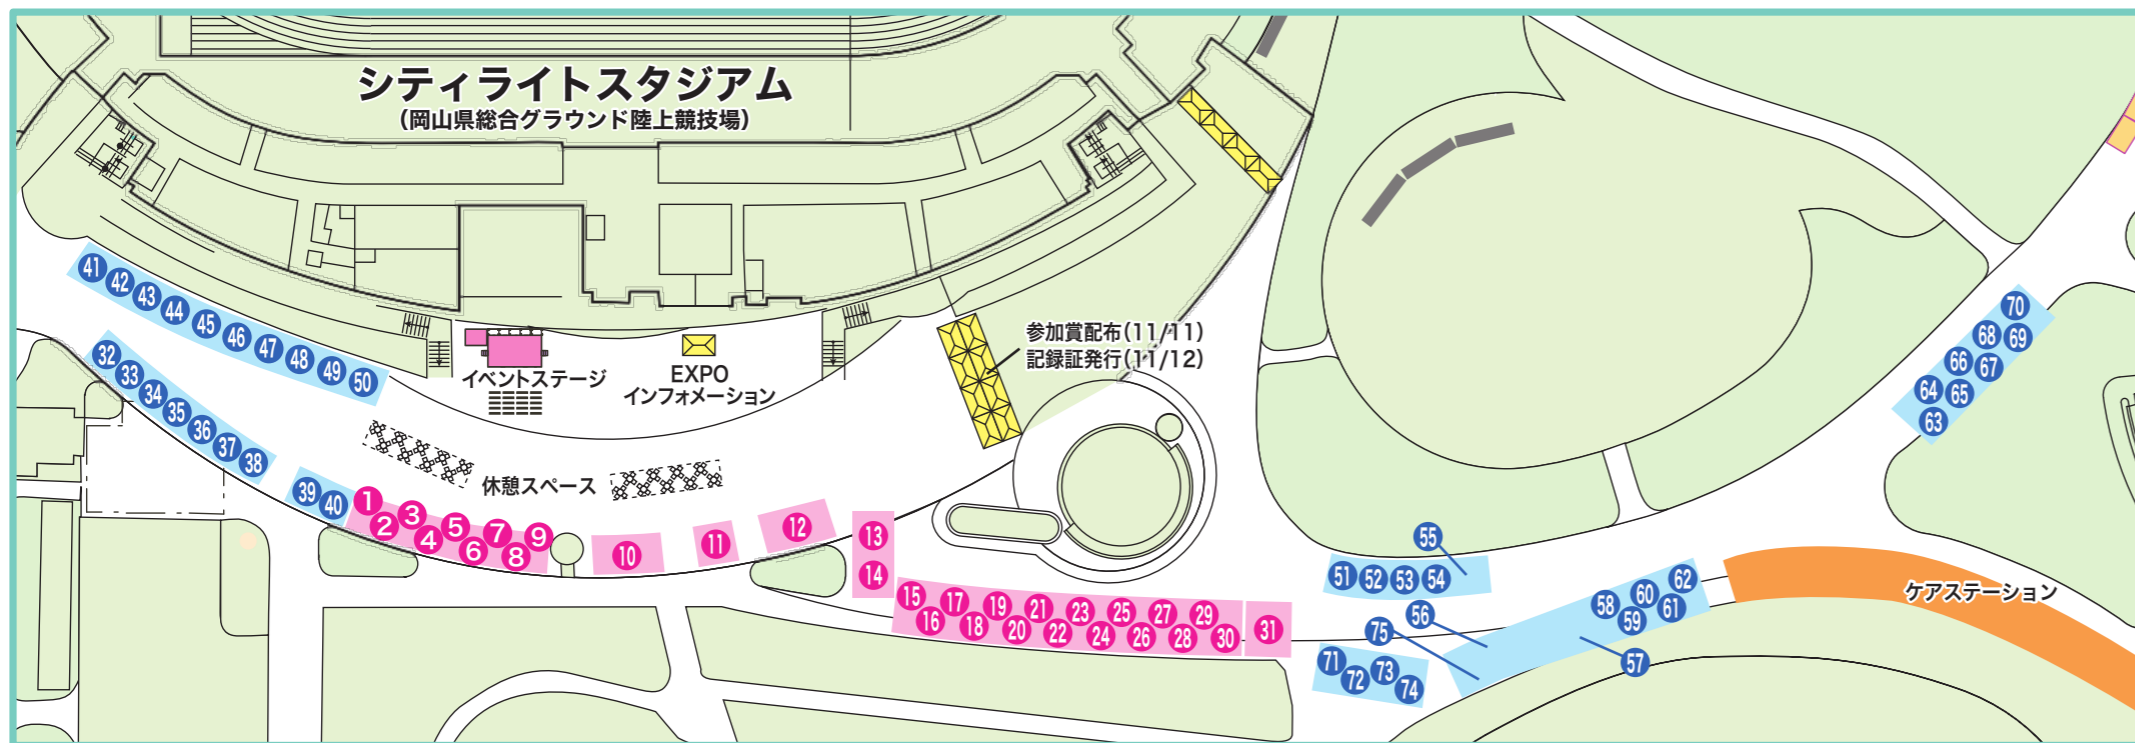 シティライトスタジアム
(岡山県総合グラウンド陸上競技場)
参加賞配布(11/11)
記録証発行(11/12)
イベントステージ
EXPO
インフォメーション
休憩スペース
ケアステーション
41 42 43 44 45 46 47 48 49 50
32 33 34 35 36 37 38
39 40
1 2 3 4 5 6 7 8 9
10
11
12
13
14
15 16 17 18 19 20 21 22 23 24 25 26 27 28 29 30
31
70
68 69
66 67
64 65
63
55
51 52 53 54
56
58 59 60 61 62
57
75
71 72 73 74